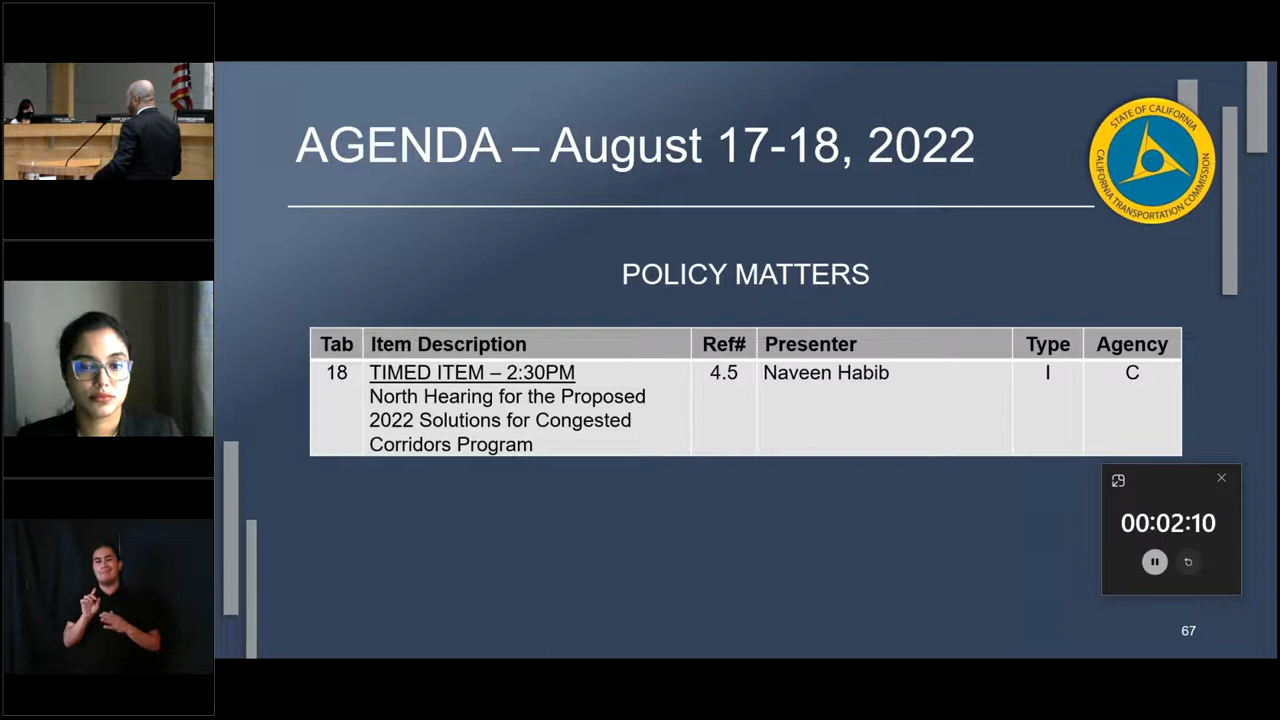 AGENDA – August 17-18, 2022
STATE OF CALIFORNIA
CALIFORNIA TRANSPORTATION COMMISSION
POLICY MATTERS
Tab Item Description Ref# Presenter Type Agency
18 TIMED ITEM – 2:30PM 4.5 Naveen Habib I C
North Hearing for the Proposed
2022 Solutions for Congested
Corridors Program
00:02:10
67